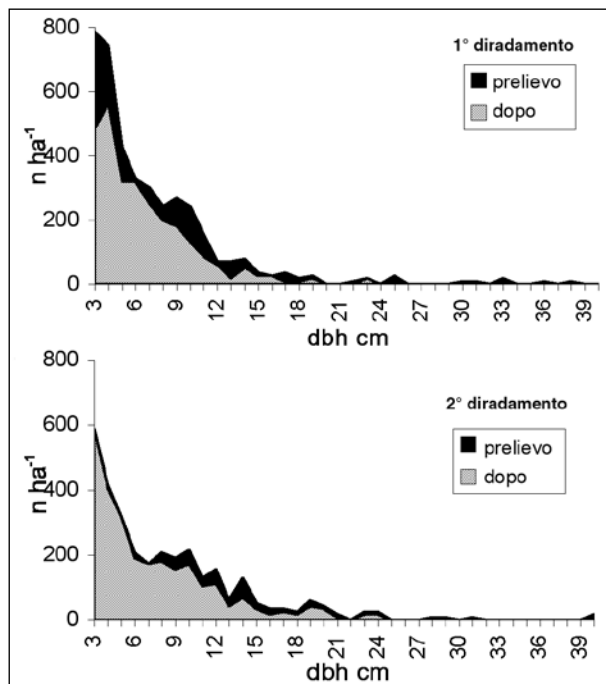 800
1° diradamento
prelievo
dopo
600
n ha-1
400
200
0
3 6 9 12 15 18 21 24 27 30 33 36 39
dbh cm
800
2° diradamento
prelievo
dopo
600
n ha-1
400
200
0
3 6 9 12 15 18 21 24 27 30 33 36 39
dbh cm